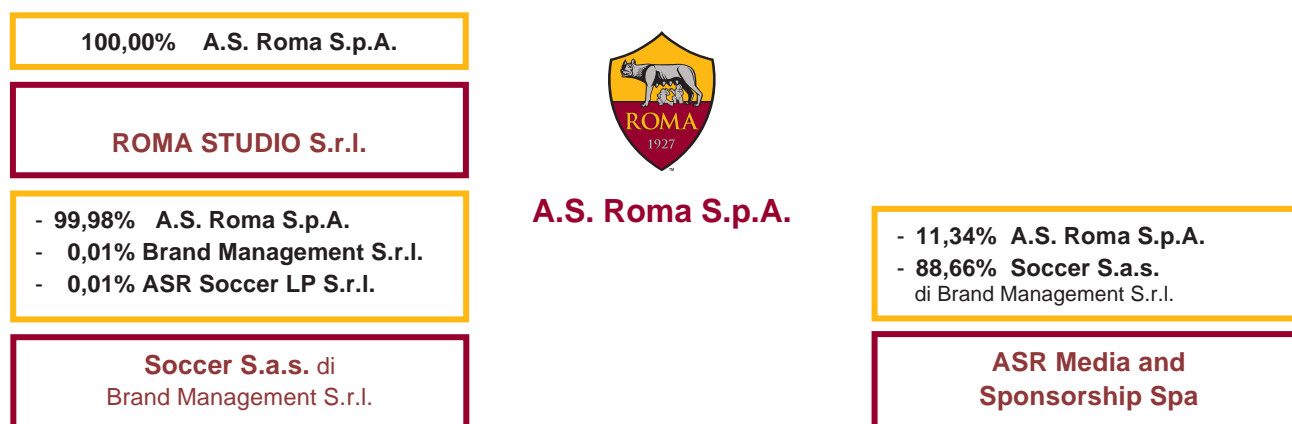 100,00% A.S. Roma S.p.A.
ROMA STUDIO S.r.l.
- 99,98% A.S. Roma S.p.A.
- 0,01% Brand Management S.r.l.
- 0,01% ASR Soccer LP S.r.l.
Soccer S.a.s. di
Brand Management S.r.l.
ROMA
1927
™
A.S. Roma S.p.A.
- 11,34% A.S. Roma S.p.A.
- 88,66% Soccer S.a.s.
di Brand Management S.r.l.
ASR Media and
Sponsorship Spa